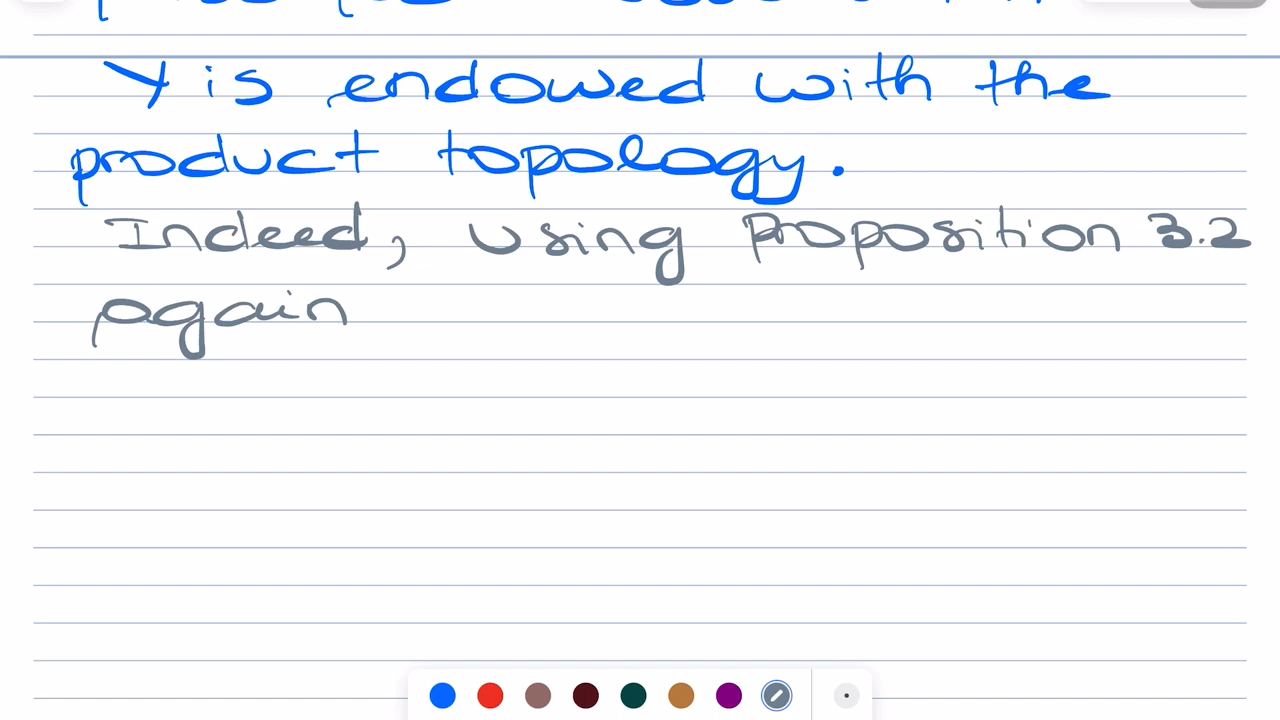 Y is endowed with the
product topology.
Indeed, using proposition 3.2
again